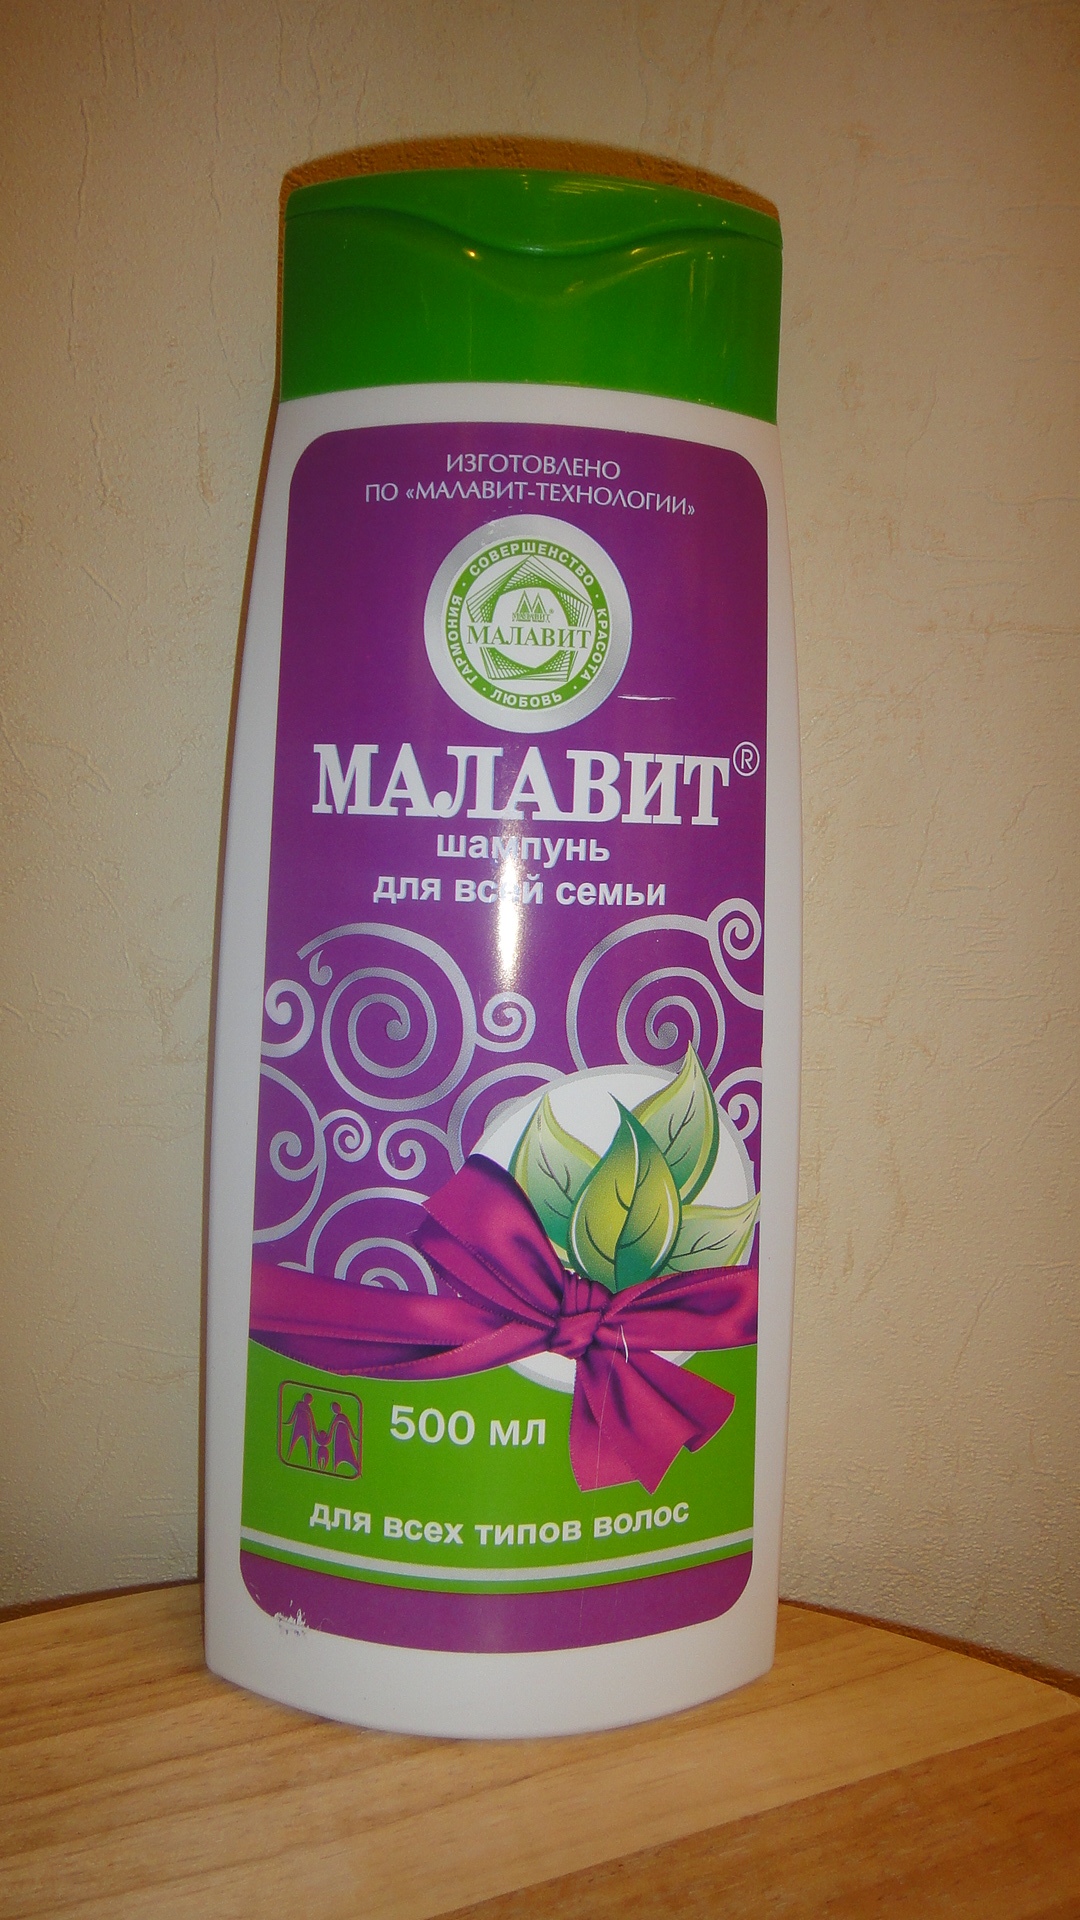 ИЗГОТОВЛЕНО
ПО «МАЛАВИТ-ТЕХНОЛОГИИ»
СОВЕРШЕНСТВО · КРАСОТА · ЛЮБОВЬ · ГАРМОНИЯ ·
МАЛАВИТ
МАЛАВИТ®
шампунь
для всей семьи
500 мл
для всех типов волос